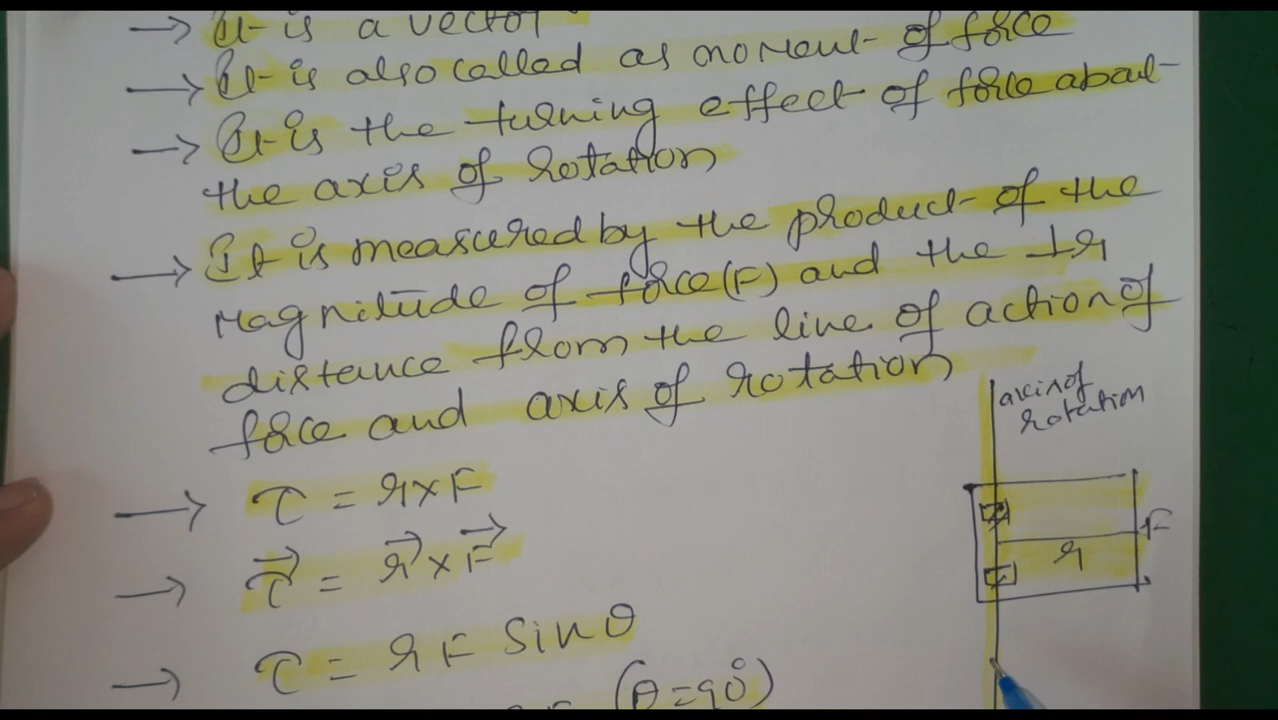 → It is a vector
→ It is also called as moment of force
→ It is the turning effect of force about
the axis of rotation
→ It is measured by the product of the
magnitude of force (F) and the ⊥r
distance from the line of action of
force and axis of rotation
→ τ = r × F
→ τ⃗ = r⃗ × F⃗
→ τ = r F Sin θ
(θ = 90°)
axis of
rotation
F
r